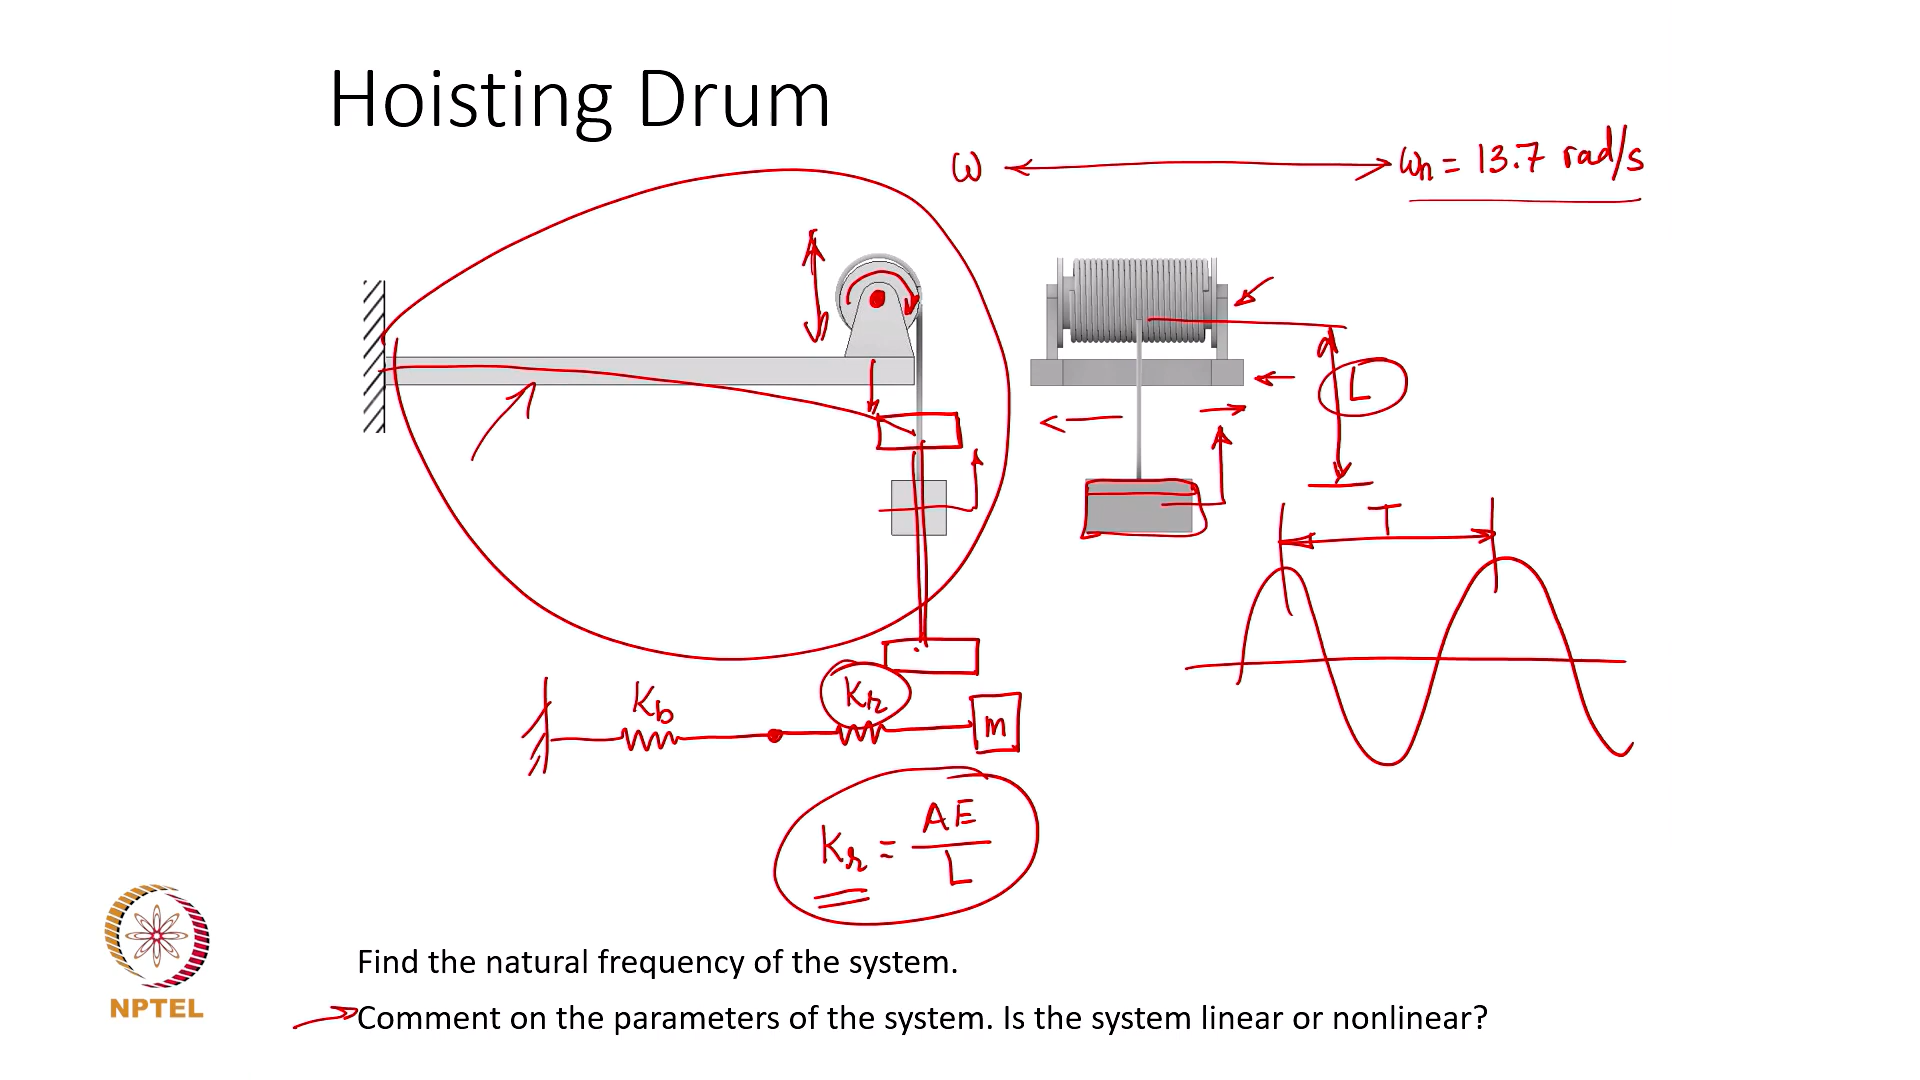 Hoisting Drum
ω
ωn = 13.7 rad/s
L
T
Kb
Kr
m
Kr = AE / L
Find the natural frequency of the system.
Comment on the parameters of the system. Is the system linear or nonlinear?
NPTEL